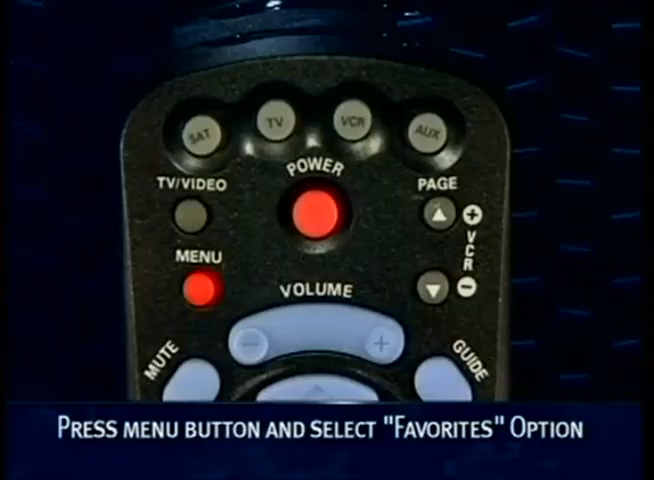 SAT TV VCR AUX
POWER
TV/VIDEO
PAGE
+
VCR
−
MENU
VOLUME
− +
MUTE
GUIDE
PRESS MENU BUTTON AND SELECT "FAVORITES" OPTION